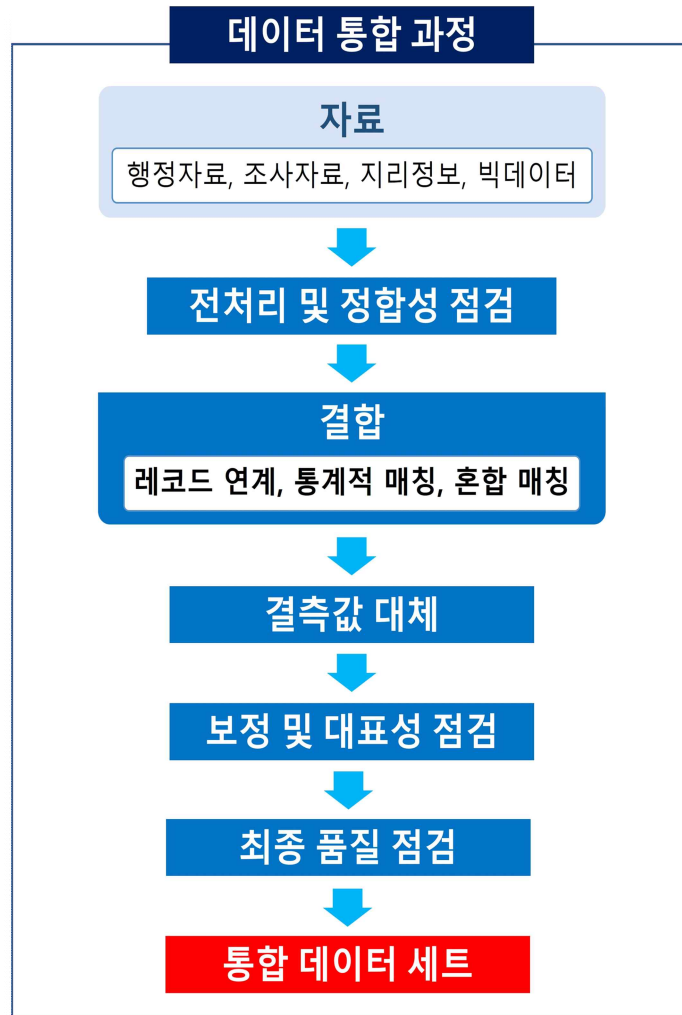 데이터 통합 과정
자료
행정자료, 조사자료, 지리정보, 빅데이터
전처리 및 정합성 점검
결합
레코드 연계, 통계적 매칭, 혼합 매칭
결측값 대체
보정 및 대표성 점검
최종 품질 점검
통합 데이터 세트